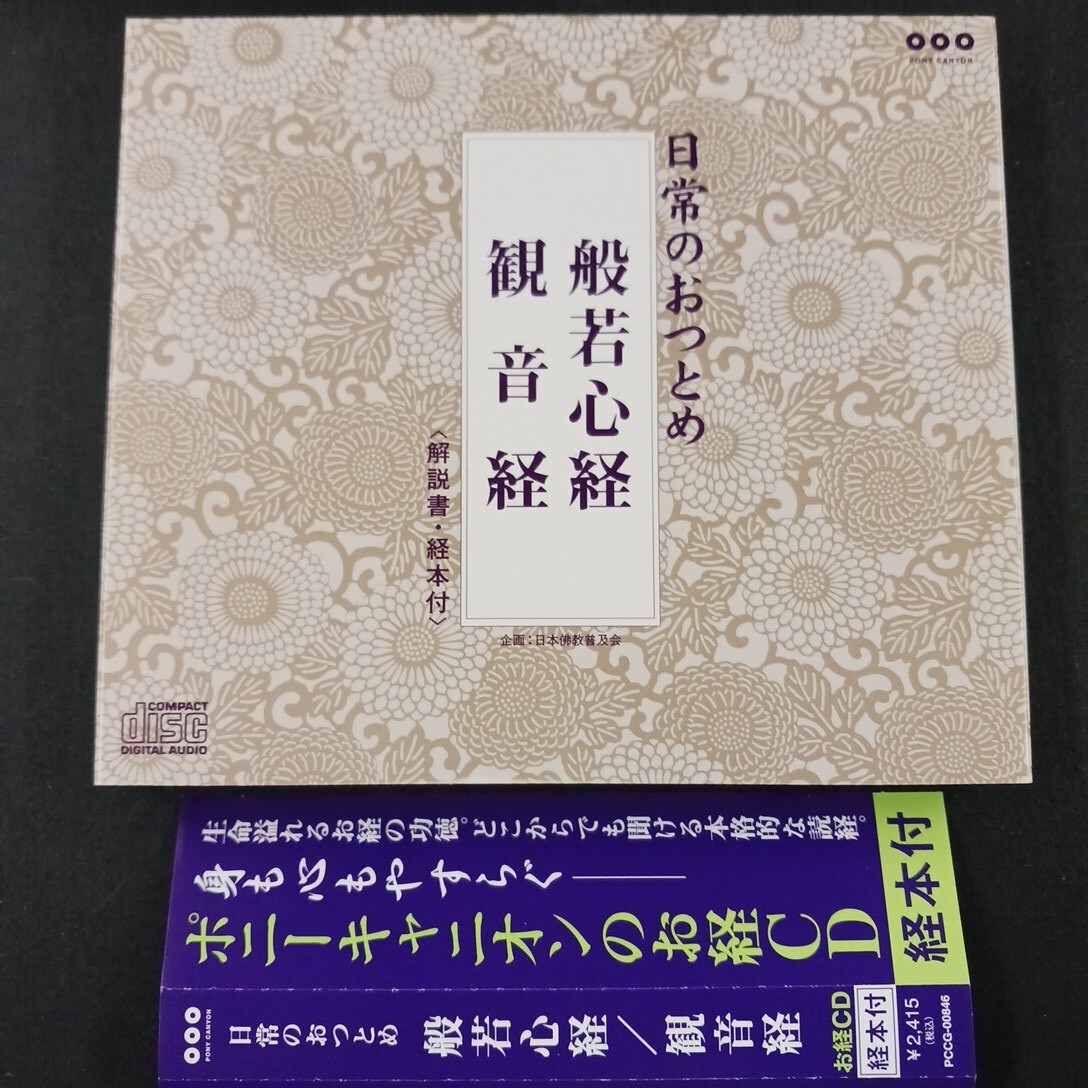 PONY CANYON
日常のおつとめ
般若心経
観音経
〈解説書・経本付〉
企画：日本佛教普及会
COMPACT
disc
DIGITAL AUDIO
生命溢れるお経の功徳。どこからでも聞ける本格的な読経。
身も心もやすらぐ――
ポニーキャニオンのお経CD
経本付
PONY CANYON
日常のおつとめ
般若心経／観音経
お経CD
経本付
¥2,415
(税込)
PCCG-00846